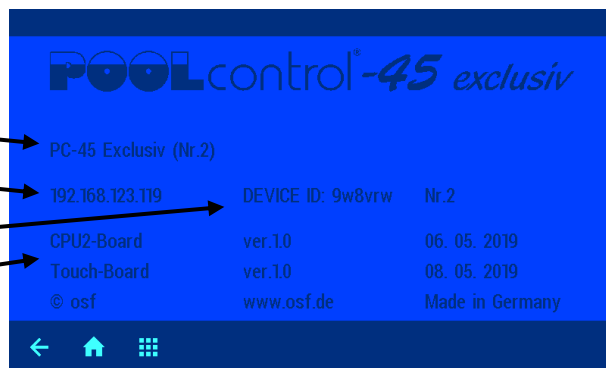 POOLcontrol®-45 exclusiv
PC-45 Exclusiv (Nr.2)
192.168.123.119 DEVICE ID: 9w8vrw Nr.2
CPU2-Board ver.1.0 06. 05. 2019
Touch-Board ver.1.0 08. 05. 2019
© osf www.osf.de Made in Germany